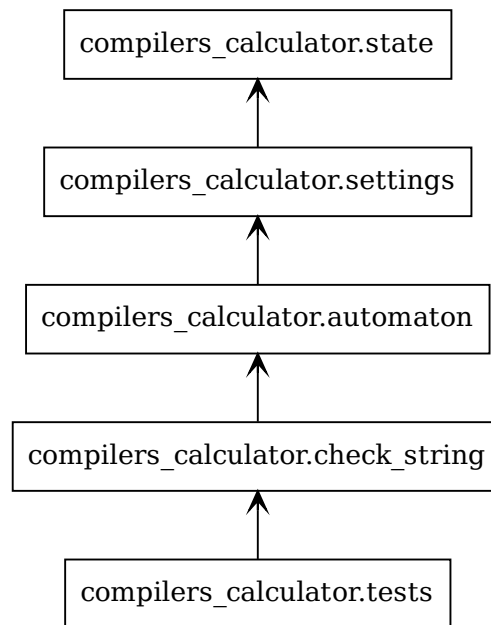 compilers_calculator.state
compilers_calculator.settings
compilers_calculator.automaton
compilers_calculator.check_string
compilers_calculator.tests